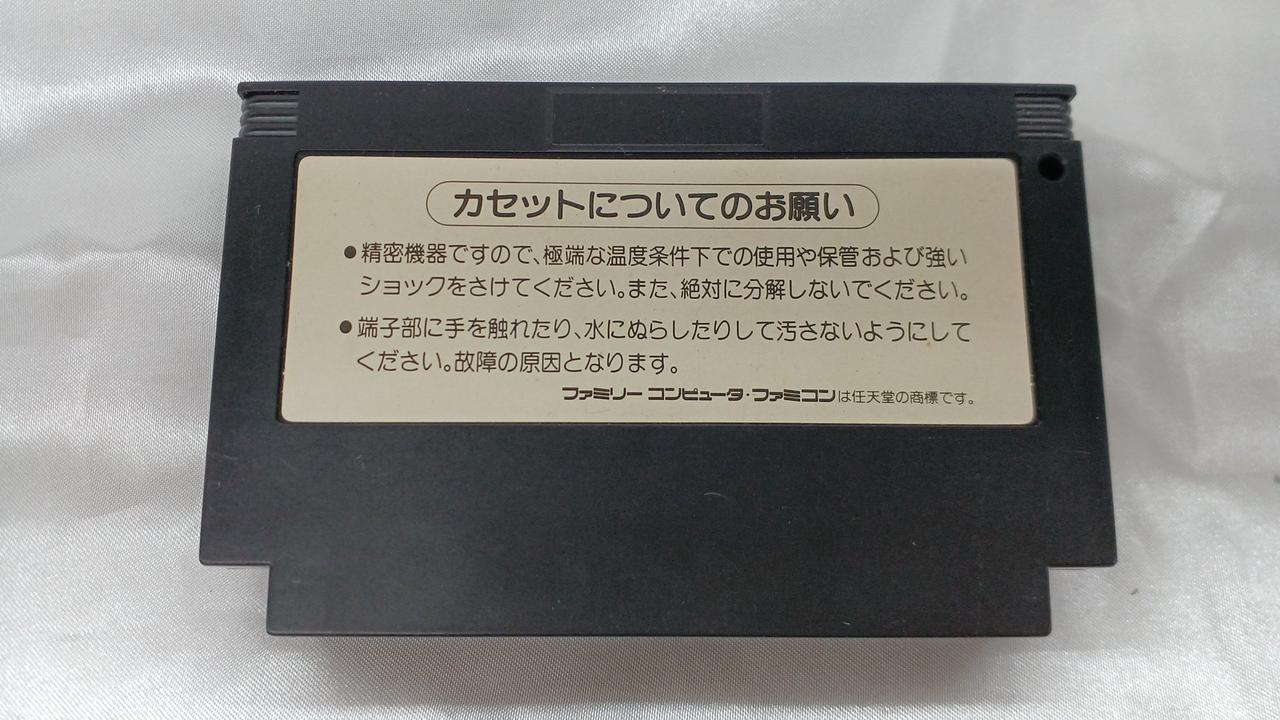 カセットについてのお願い
●精密機器ですので、極端な温度条件下での使用や保管および強い
ショックをさけてください。また、絶対に分解しないでください。
●端子部に手を触れたり、水にぬらしたりして汚さないようにして
ください。故障の原因となります。
ファミリー コンピュータ・ファミコンは任天堂の商標です。